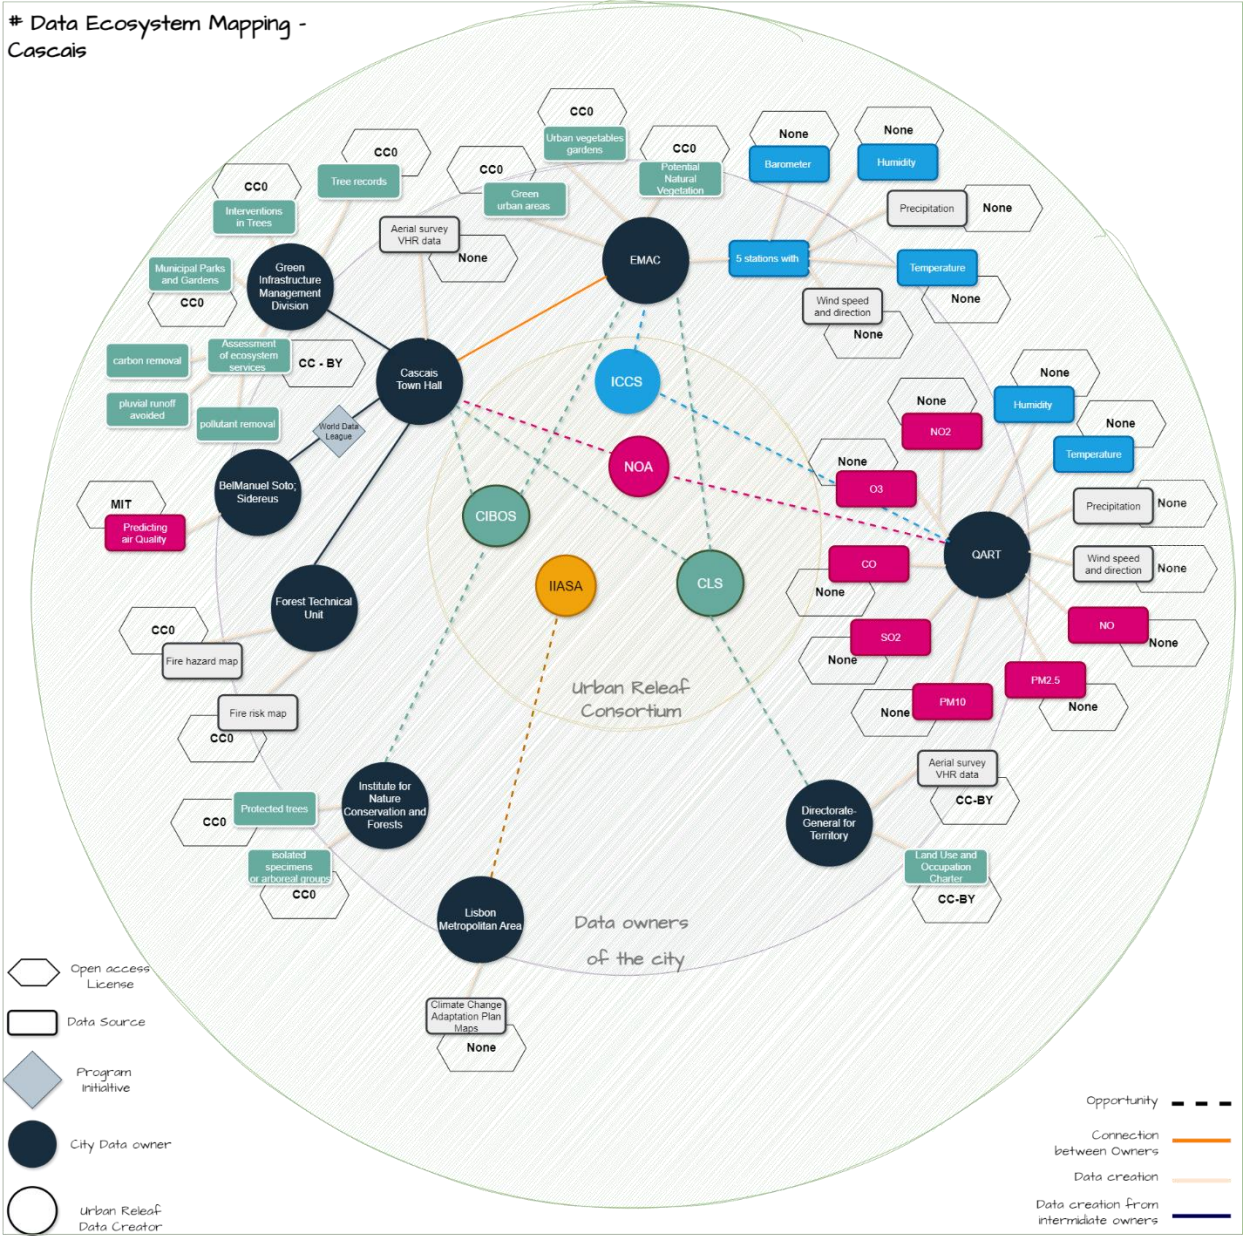 # Data Ecosystem Mapping -
Cascais
CC0
Urban vegetables
gardens
CC0
Tree records
CC0
Green
urban areas
CC0
Potential
Natural
Vegetation
None
Barometer
None
Humidity
CC0
Interventions
in Trees
Aerial survey
VHR data
None
Precipitation
None
Municipal Parks
and Gardens
CC0
Green
Infrastructure
Management
Division
EMAC
5 stations with
Temperature
None
Wind speed
and direction
None
carbon removal
Assessment
of ecosystem
services
CC - BY
pluvial runoff
avoided
pollutant removal
Cascais
Town Hall
World Data
League
ICCS
NOA
CIBOS
IIASA
CLS
Urban Releaf
Consortium
None
Humidity
None
NO2
None
Temperature
None
O3
Precipitation
None
QART
Wind speed
and direction
None
CO
None
SO2
None
NO
None
PM2.5
None
PM10
None
BelManuel Soto;
Sidereus
MIT
Predicting
air Quality
Forest Technical
Unit
CC0
Fire hazard map
Fire risk map
CC0
Institute for
Nature
Conservation and
Forests
Protected trees
CC0
isolated
specimens
or arboreal groups
CC0
Directorate-
General for
Territory
Aerial survey
VHR data
CC-BY
Land Use and
Occupation
Charter
CC-BY
Lisbon
Metropolitan Area
Climate Change
Adaptation Plan
Maps
None
Data owners
of the city
Open access
License
Data Source
Program
Initialtive
City Data owner
Urban Releaf
Data Creator
Opportunity
Connection
between Owners
Data creation
Data creation from
intermidiate owners